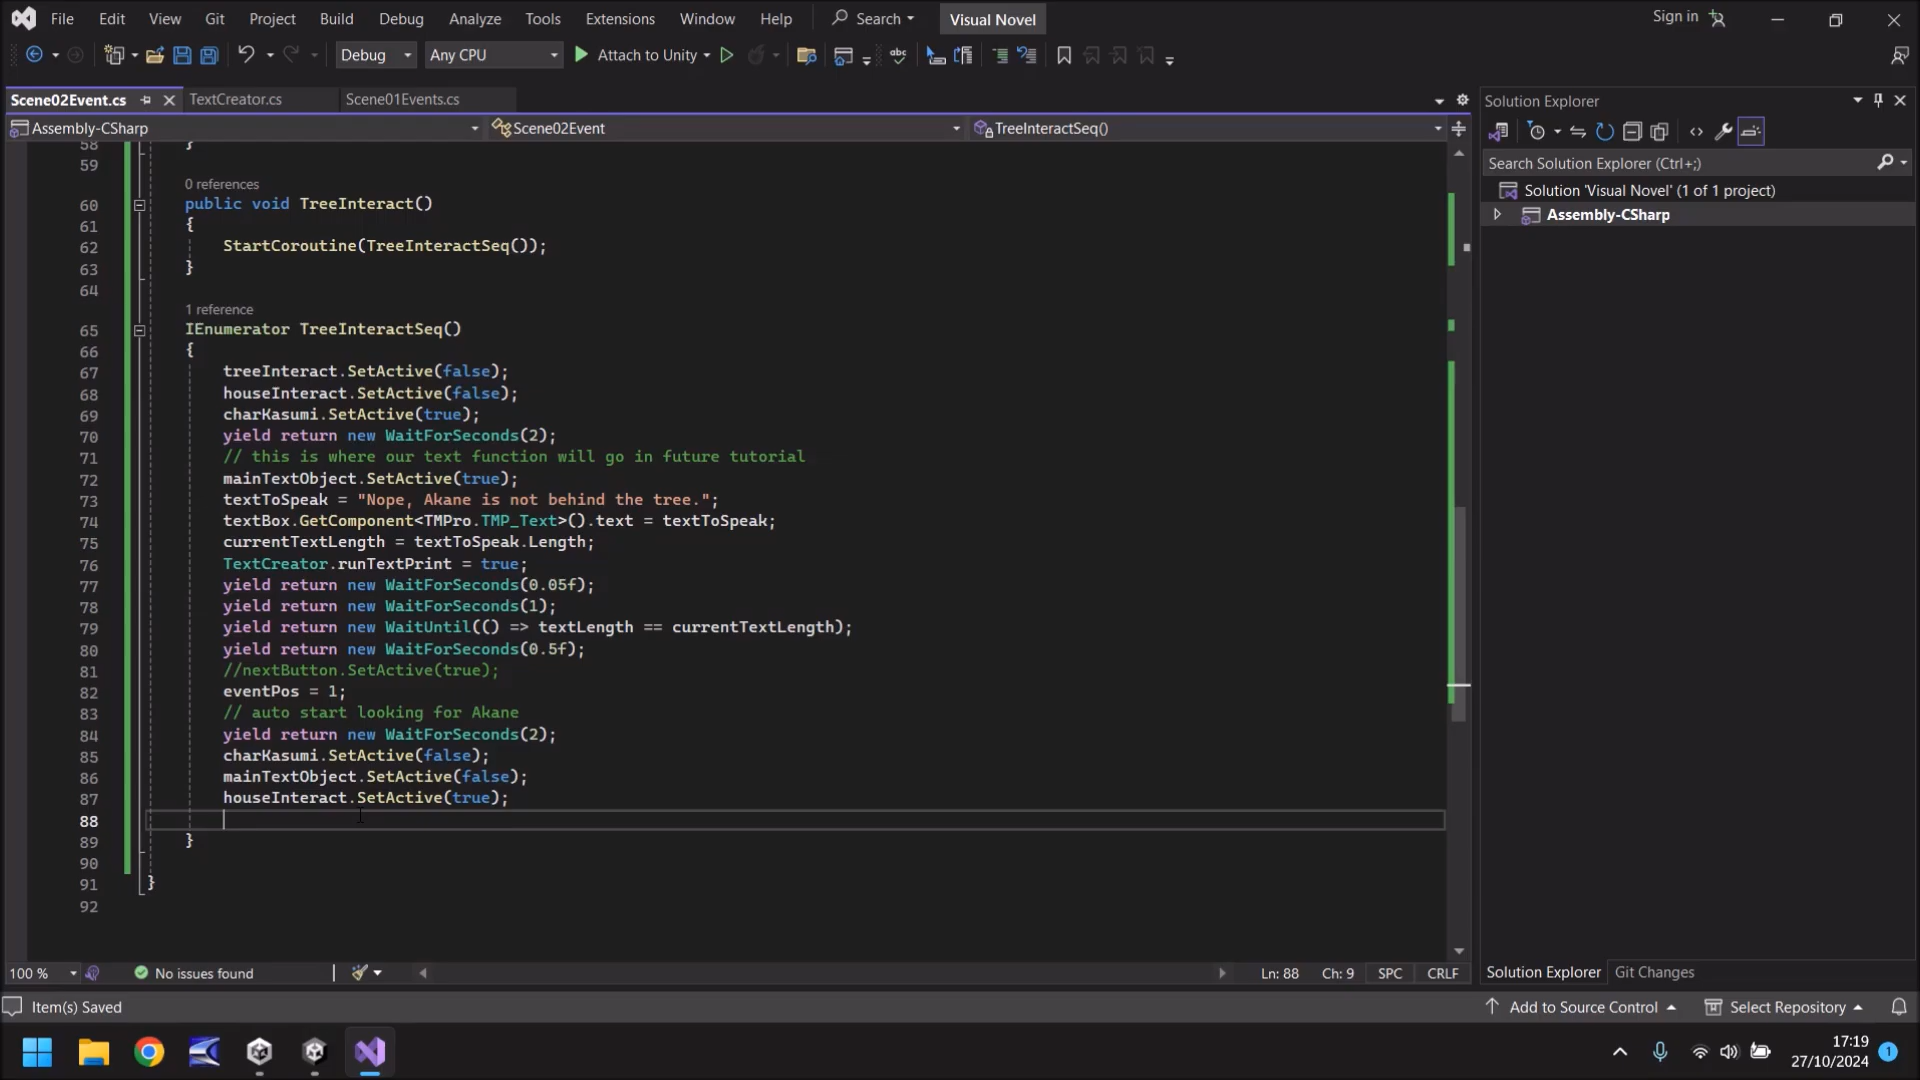 File Edit View Git Project Build Debug Analyze Tools Extensions Window Help Search Visual Novel Sign in
Debug Any CPU Attach to Unity
Scene02Event.cs TextCreator.cs Scene01Events.cs
Assembly-CSharp Scene02Event TreeInteractSeq()
58 }
59
0 references
60 public void TreeInteract()
61 {
62 StartCoroutine(TreeInteractSeq());
63 }
64
1 reference
65 IEnumerator TreeInteractSeq()
66 {
67 treeInteract.SetActive(false);
68 houseInteract.SetActive(false);
69 charKasumi.SetActive(true);
70 yield return new WaitForSeconds(2);
71 // this is where our text function will go in future tutorial
72 mainTextObject.SetActive(true);
73 textToSpeak = "Nope, Akane is not behind the tree.";
74 textBox.GetComponent<TMPro.TMP_Text>().text = textToSpeak;
75 currentTextLength = textToSpeak.Length;
76 TextCreator.runTextPrint = true;
77 yield return new WaitForSeconds(0.05f);
78 yield return new WaitForSeconds(1);
79 yield return new WaitUntil(() => textLength == currentTextLength);
80 yield return new WaitForSeconds(0.5f);
81 //nextButton.SetActive(true);
82 eventPos = 1;
83 // auto start looking for Akane
84 yield return new WaitForSeconds(2);
85 charKasumi.SetActive(false);
86 mainTextObject.SetActive(false);
87 houseInteract.SetActive(true);
88
89 }
90
91 }
92
100 % No issues found Ln: 88 Ch: 9 SPC CRLF
Solution Explorer
Search Solution Explorer (Ctrl+;)
Solution 'Visual Novel' (1 of 1 project)
Assembly-CSharp
Solution Explorer Git Changes
Item(s) Saved Add to Source Control Select Repository
17:19
27/10/2024
1